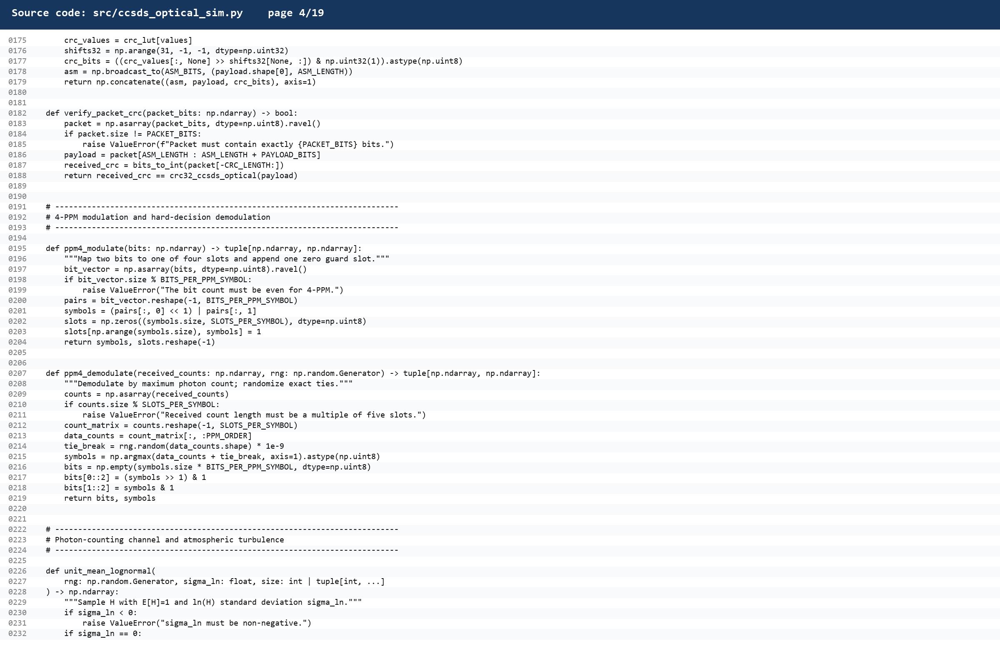 Source code: src/ccsds_optical_sim.py    page 4/19
0175        crc_values = crc_lut[values]
0176        shifts32 = np.arange(31, -1, -1, dtype=np.uint32)
0177        crc_bits = ((crc_values[:, None] >> shifts32[None, :]) & np.uint32(1)).astype(np.uint8)
0178        asm = np.broadcast_to(ASM_BITS, (payload.shape[0], ASM_LENGTH))
0179        return np.concatenate((asm, payload, crc_bits), axis=1)
0180
0181
0182    def verify_packet_crc(packet_bits: np.ndarray) -> bool:
0183        packet = np.asarray(packet_bits, dtype=np.uint8).ravel()
0184        if packet.size != PACKET_BITS:
0185            raise ValueError(f"Packet must contain exactly {PACKET_BITS} bits.")
0186        payload = packet[ASM_LENGTH : ASM_LENGTH + PAYLOAD_BITS]
0187        received_crc = bits_to_int(packet[-CRC_LENGTH:])
0188        return received_crc == crc32_ccsds_optical(payload)
0189
0190
0191    # ---------------------------------------------------------------------------
0192    # 4-PPM modulation and hard-decision demodulation
0193    # ---------------------------------------------------------------------------
0194
0195    def ppm4_modulate(bits: np.ndarray) -> tuple[np.ndarray, np.ndarray]:
0196        """Map two bits to one of four slots and append one zero guard slot."""
0197        bit_vector = np.asarray(bits, dtype=np.uint8).ravel()
0198        if bit_vector.size % BITS_PER_PPM_SYMBOL:
0199            raise ValueError("The bit count must be even for 4-PPM.")
0200        pairs = bit_vector.reshape(-1, BITS_PER_PPM_SYMBOL)
0201        symbols = (pairs[:, 0] << 1) | pairs[:, 1]
0202        slots = np.zeros((symbols.size, SLOTS_PER_SYMBOL), dtype=np.uint8)
0203        slots[np.arange(symbols.size), symbols] = 1
0204        return symbols, slots.reshape(-1)
0205
0206
0207    def ppm4_demodulate(received_counts: np.ndarray, rng: np.random.Generator) -> tuple[np.ndarray, np.ndarray]:
0208        """Demodulate by maximum photon count; randomize exact ties."""
0209        counts = np.asarray(received_counts)
0210        if counts.size % SLOTS_PER_SYMBOL:
0211            raise ValueError("Received count length must be a multiple of five slots.")
0212        count_matrix = counts.reshape(-1, SLOTS_PER_SYMBOL)
0213        data_counts = count_matrix[:, :PPM_ORDER]
0214        tie_break = rng.random(data_counts.shape) * 1e-9
0215        symbols = np.argmax(data_counts + tie_break, axis=1).astype(np.uint8)
0216        bits = np.empty(symbols.size * BITS_PER_PPM_SYMBOL, dtype=np.uint8)
0217        bits[0::2] = (symbols >> 1) & 1
0218        bits[1::2] = symbols & 1
0219        return bits, symbols
0220
0221
0222    # ---------------------------------------------------------------------------
0223    # Photon-counting channel and atmospheric turbulence
0224    # ---------------------------------------------------------------------------
0225
0226    def unit_mean_lognormal(
0227        rng: np.random.Generator, sigma_ln: float, size: int | tuple[int, ...]
0228    ) -> np.ndarray:
0229        """Sample H with E[H]=1 and ln(H) standard deviation sigma_ln."""
0230        if sigma_ln < 0:
0231            raise ValueError("sigma_ln must be non-negative.")
0232        if sigma_ln == 0: